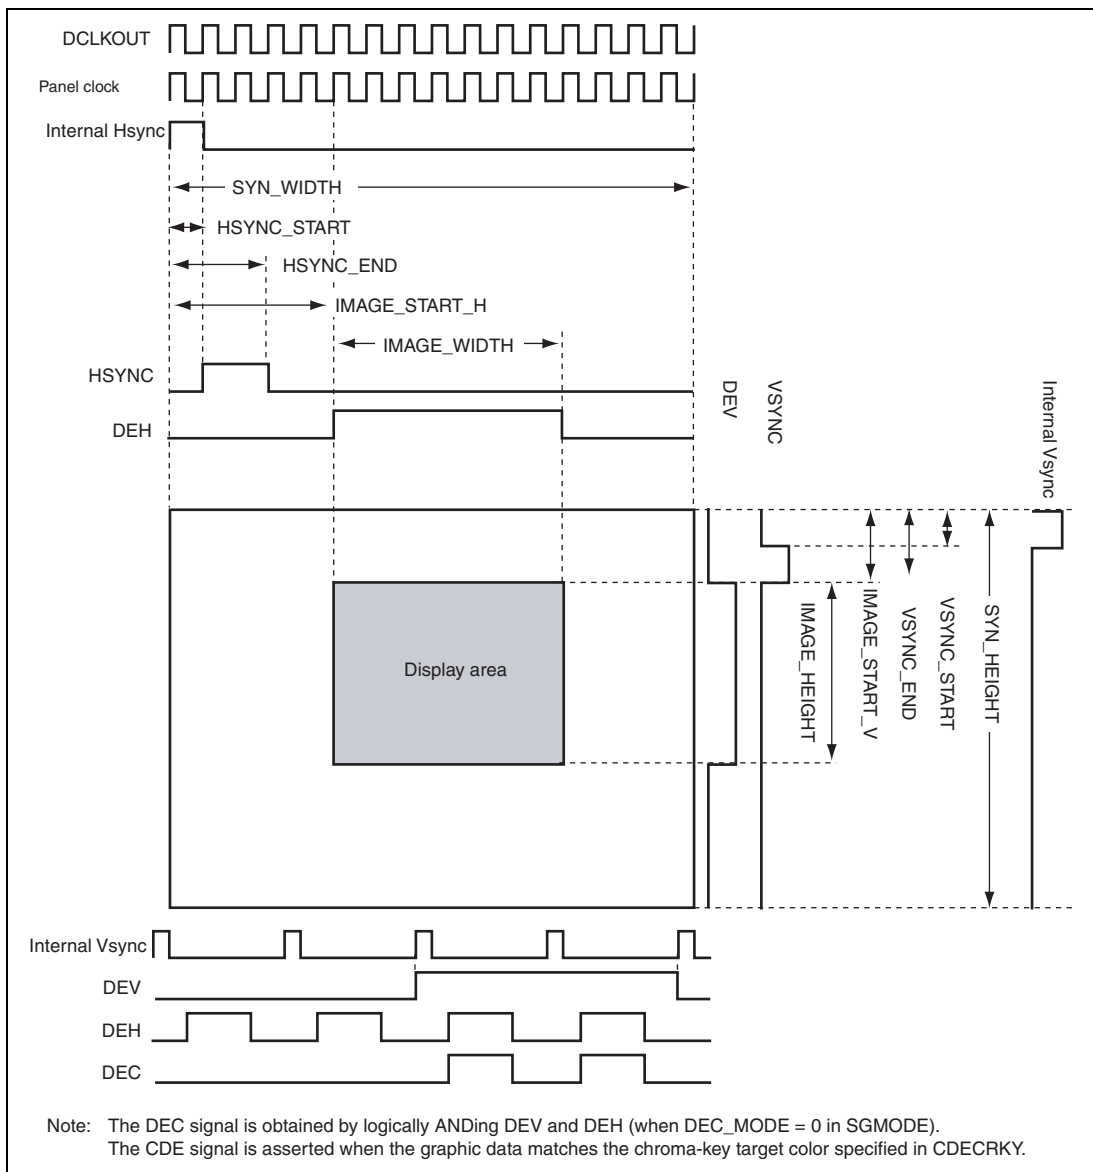 DCLKOUT
Panel clock
Internal Hsync
SYN_WIDTH
HSYNC_START
HSYNC_END
IMAGE_START_H
IMAGE_WIDTH
HSYNC
DEH
DEV
VSYNC
Internal Vsync
Display area
IMAGE_HEIGHT
IMAGE_START_V
VSYNC_END
VSYNC_START
SYN_HEIGHT
Internal Vsync
DEV
DEH
DEC
Note: The DEC signal is obtained by logically ANDing DEV and DEH (when DEC_MODE = 0 in SGMODE).
The CDE signal is asserted when the graphic data matches the chroma-key target color specified in CDECRKY.